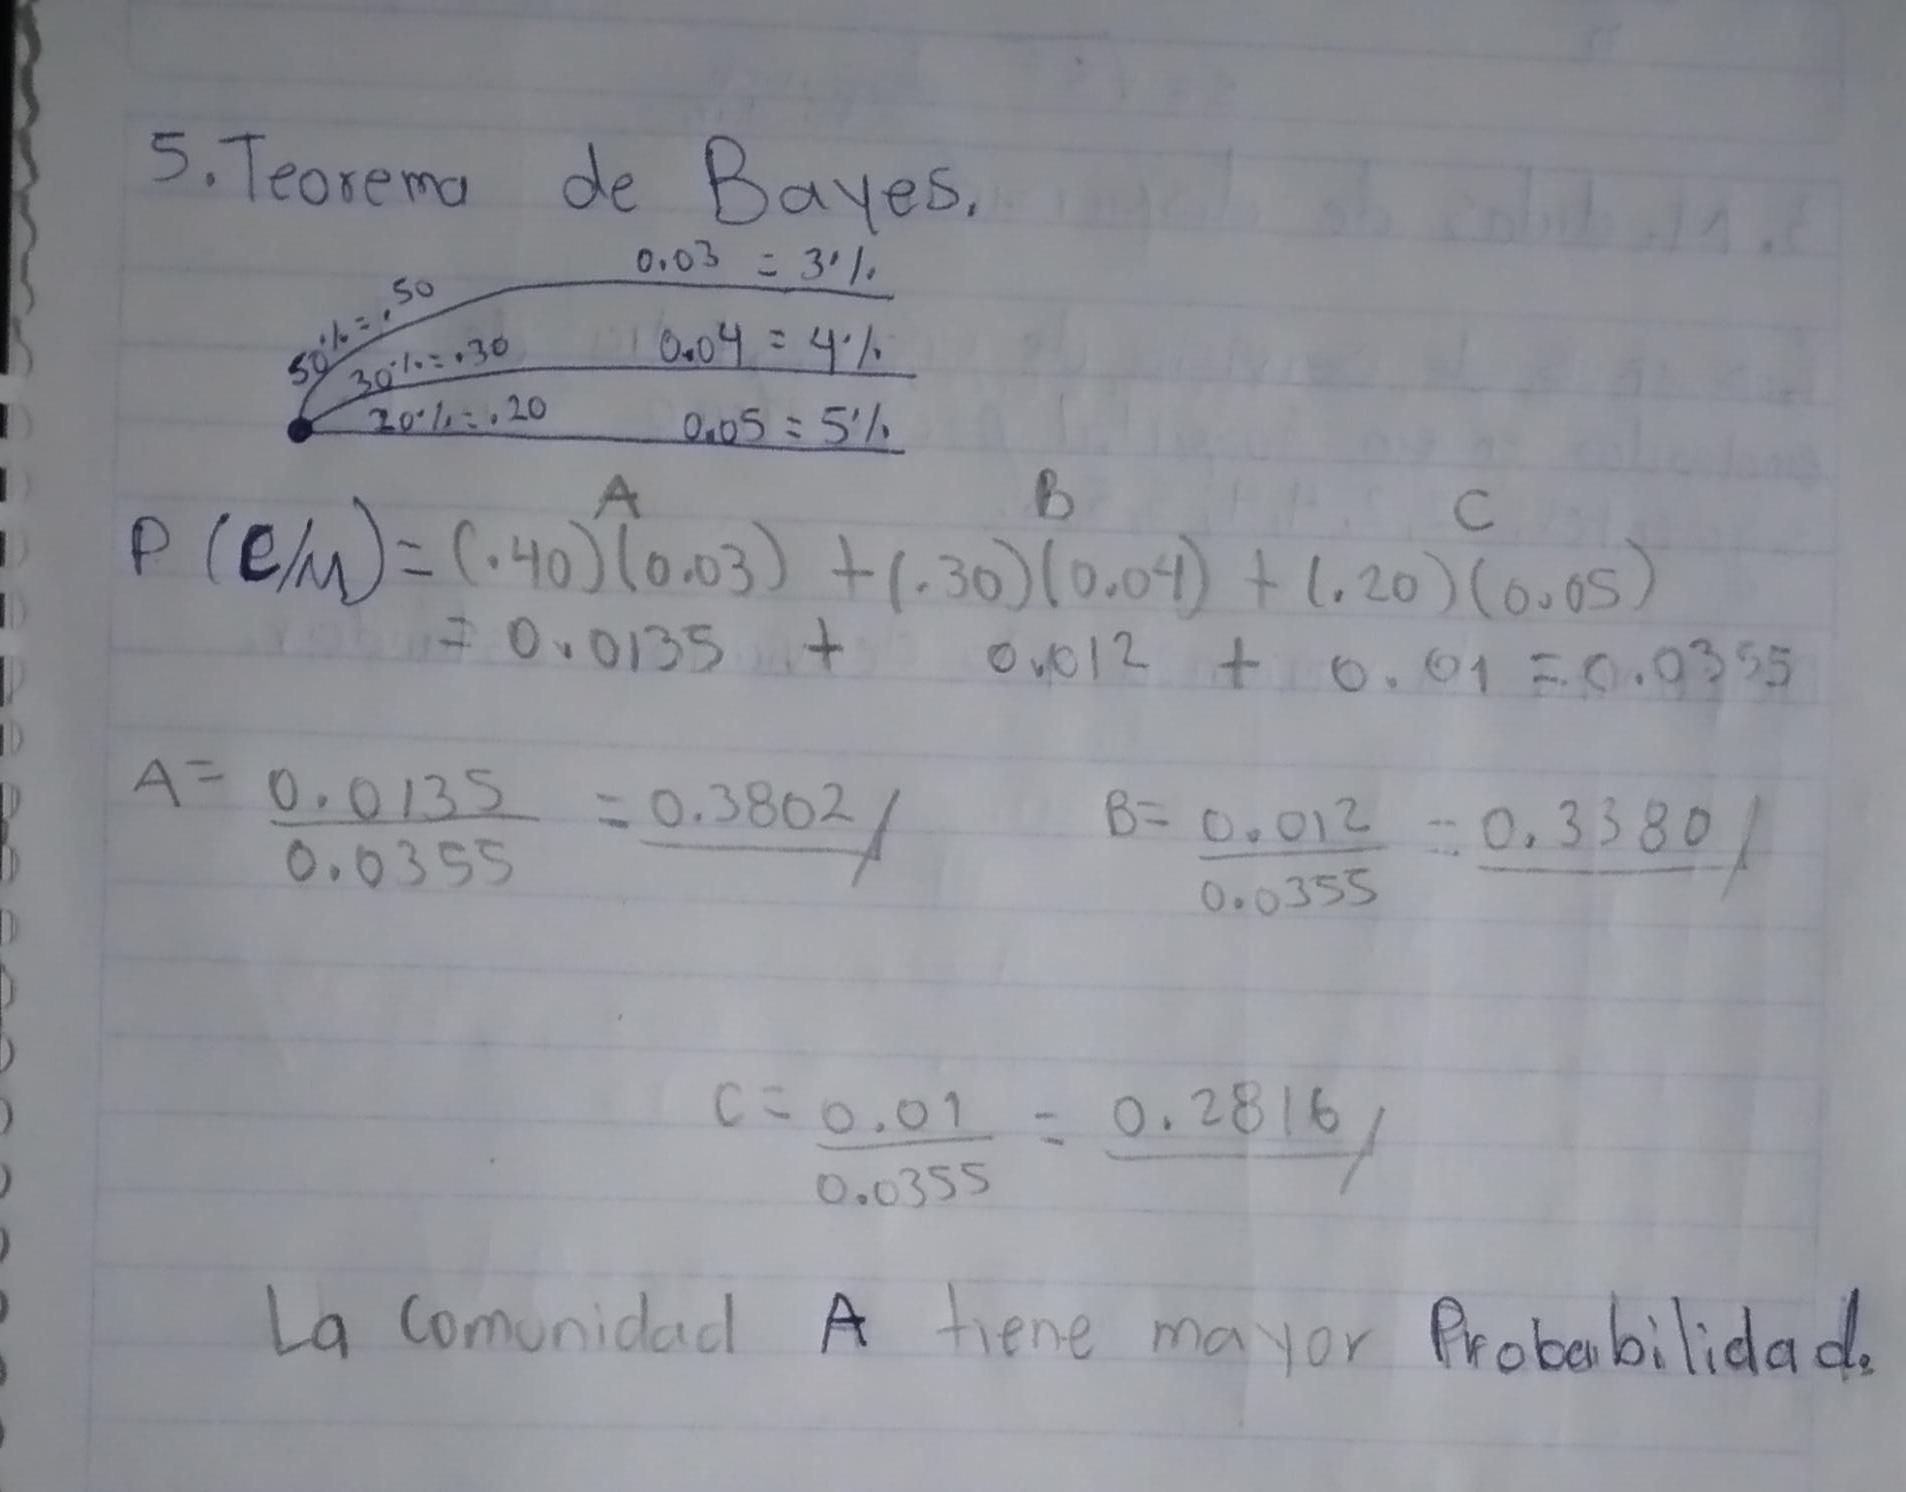 5. Teorema de Bayes.
50%=.50 0.03 = 3%
30%=.30 0.04 = 4%
20%=.20 0.05 = 5%
A B C
P(e/m)=(.40)(0.03) +(.30)(0.04) + (.20)(0.05)
= 0.0135 + 0.012 + 0.01 = 0.0355
A= 0.0135 = 0.3802/ B= 0.012 = 0.3380/
0.0355 0.0355
C = 0.01 = 0.2816/
0.0355
La comunidad A tiene mayor Probabilidad.